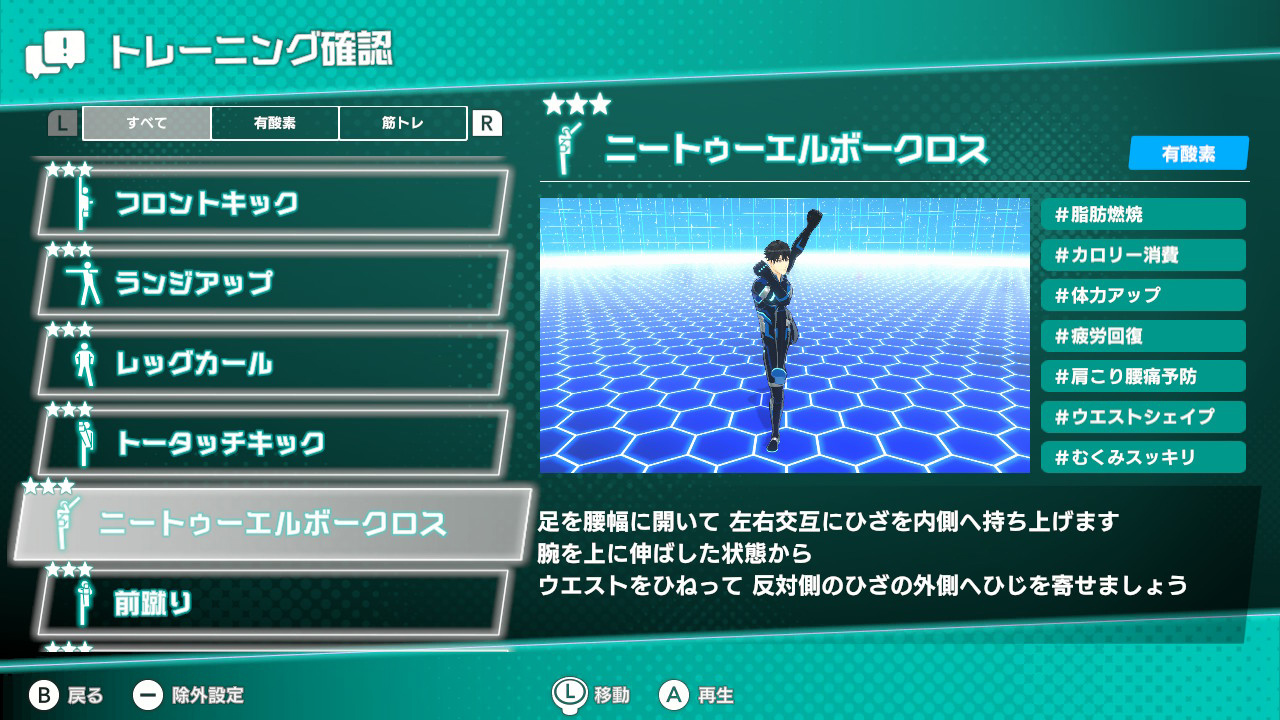 トレーニング確認
L
すべて
有酸素
筋トレ
R
フロントキック
ランジアップ
レッグカール
トータッチキック
ニートゥーエルボークロス
前蹴り
ニートゥーエルボークロス
有酸素
#脂肪燃焼
#カロリー消費
#体力アップ
#疲労回復
#肩こり腰痛予防
#ウエストシェイプ
#むくみスッキリ
足を腰幅に開いて 左右交互にひざを内側へ持ち上げます
腕を上に伸ばした状態から
ウエストをひねって 反対側のひざの外側へひじを寄せましょう
B 戻る
除外設定
L 移動
A 再生